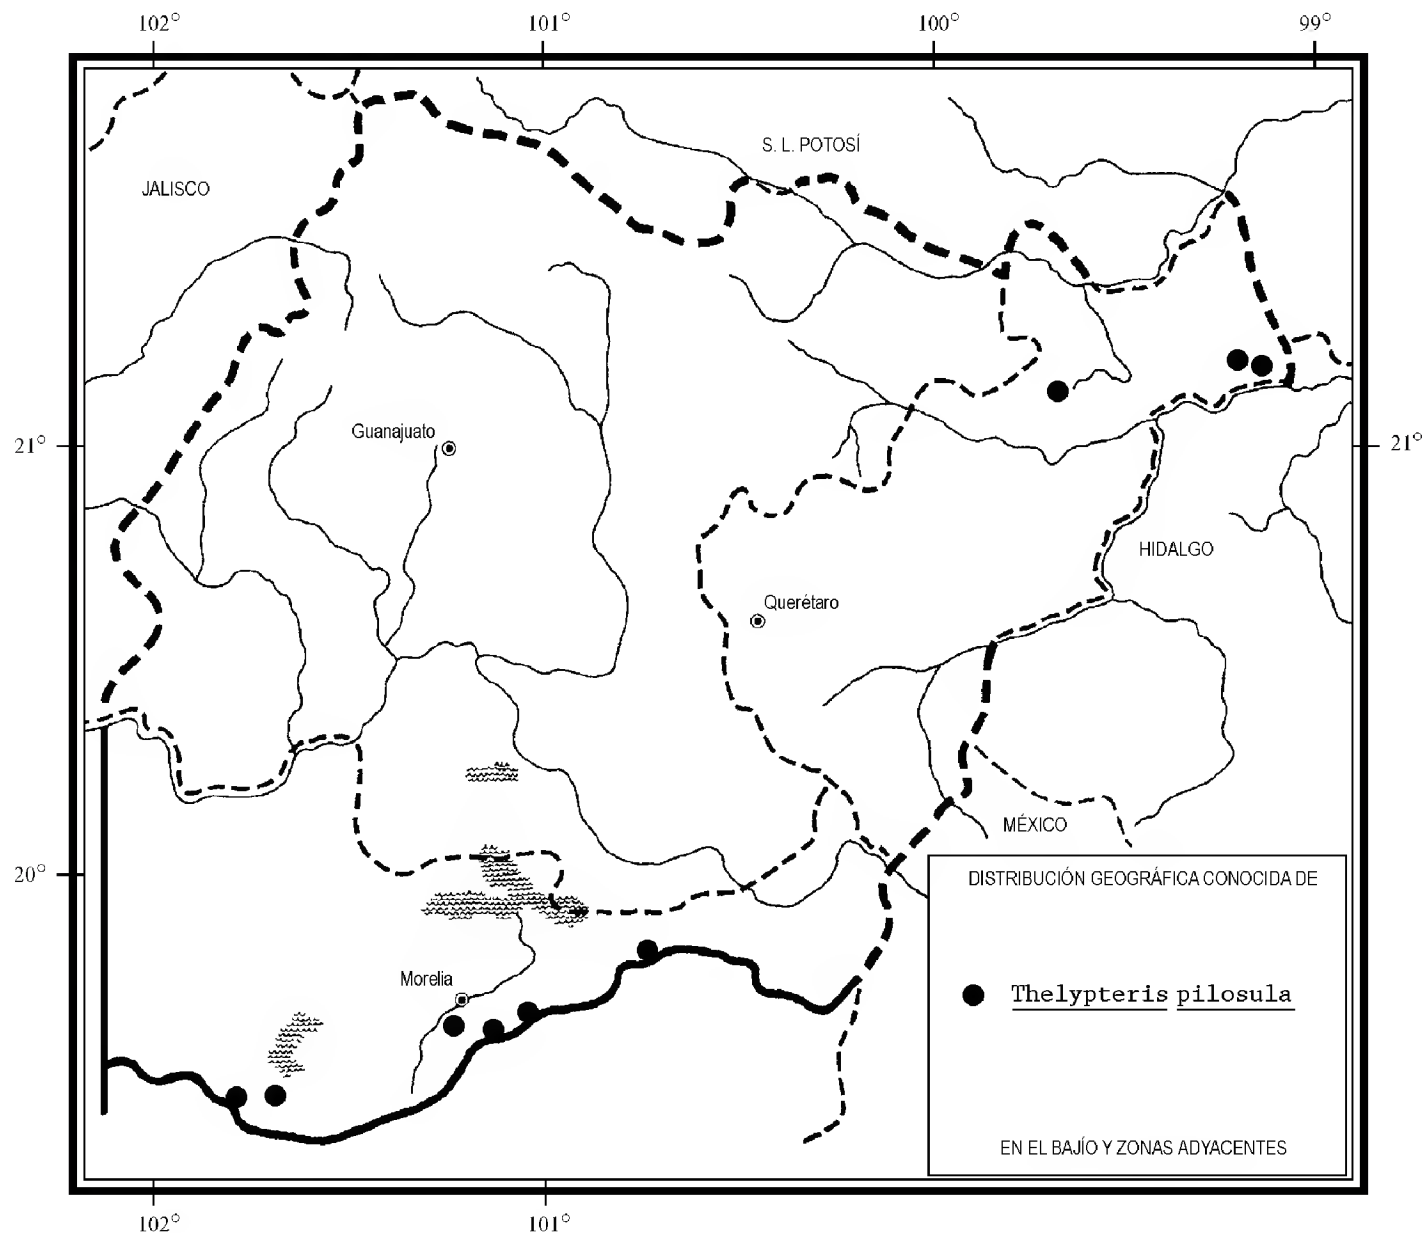 102° 101° 100° 99°
S. L. POTOSÍ
JALISCO
Guanajuato
21° 21°
HIDALGO
Querétaro
MÉXICO
20°
DISTRIBUCIÓN GEOGRÁFICA CONOCIDA DE
Morelia
Thelypteris pilosula
EN EL BAJÍO Y ZONAS ADYACENTES
102° 101°